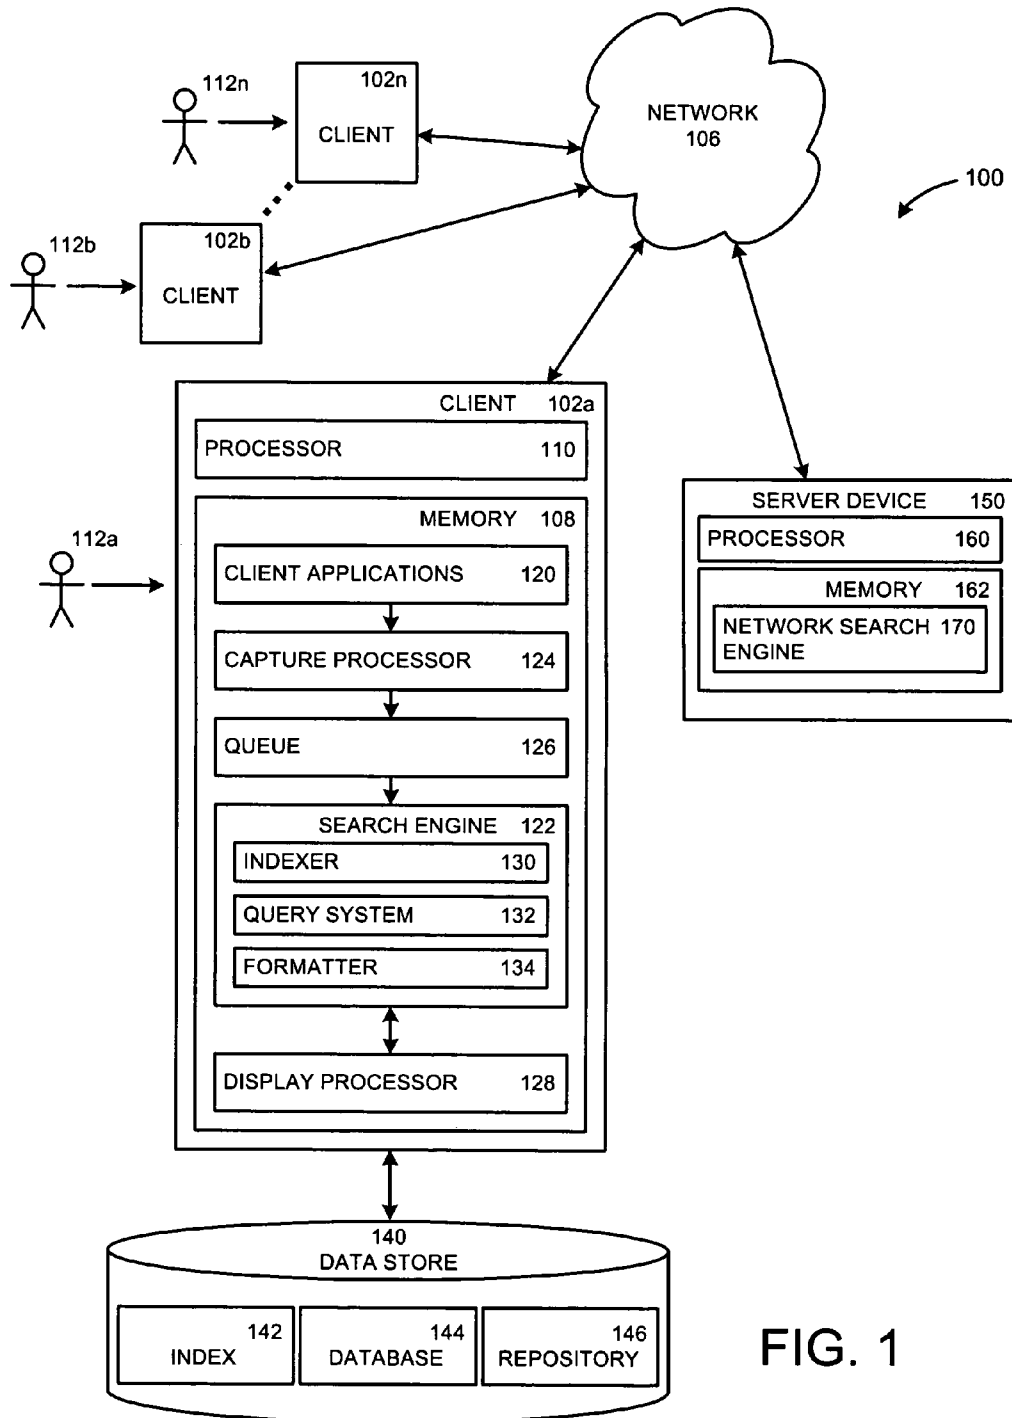 112n
102n
CLIENT
NETWORK
106
100
112b
102b
CLIENT
CLIENT 102a
PROCESSOR 110
MEMORY 108
112a
CLIENT APPLICATIONS 120
CAPTURE PROCESSOR 124
QUEUE 126
SEARCH ENGINE 122
INDEXER 130
QUERY SYSTEM 132
FORMATTER 134
DISPLAY PROCESSOR 128
SERVER DEVICE 150
PROCESSOR 160
MEMORY 162
NETWORK SEARCH 170
ENGINE
140
DATA STORE
142
INDEX
144
DATABASE
146
REPOSITORY
FIG. 1